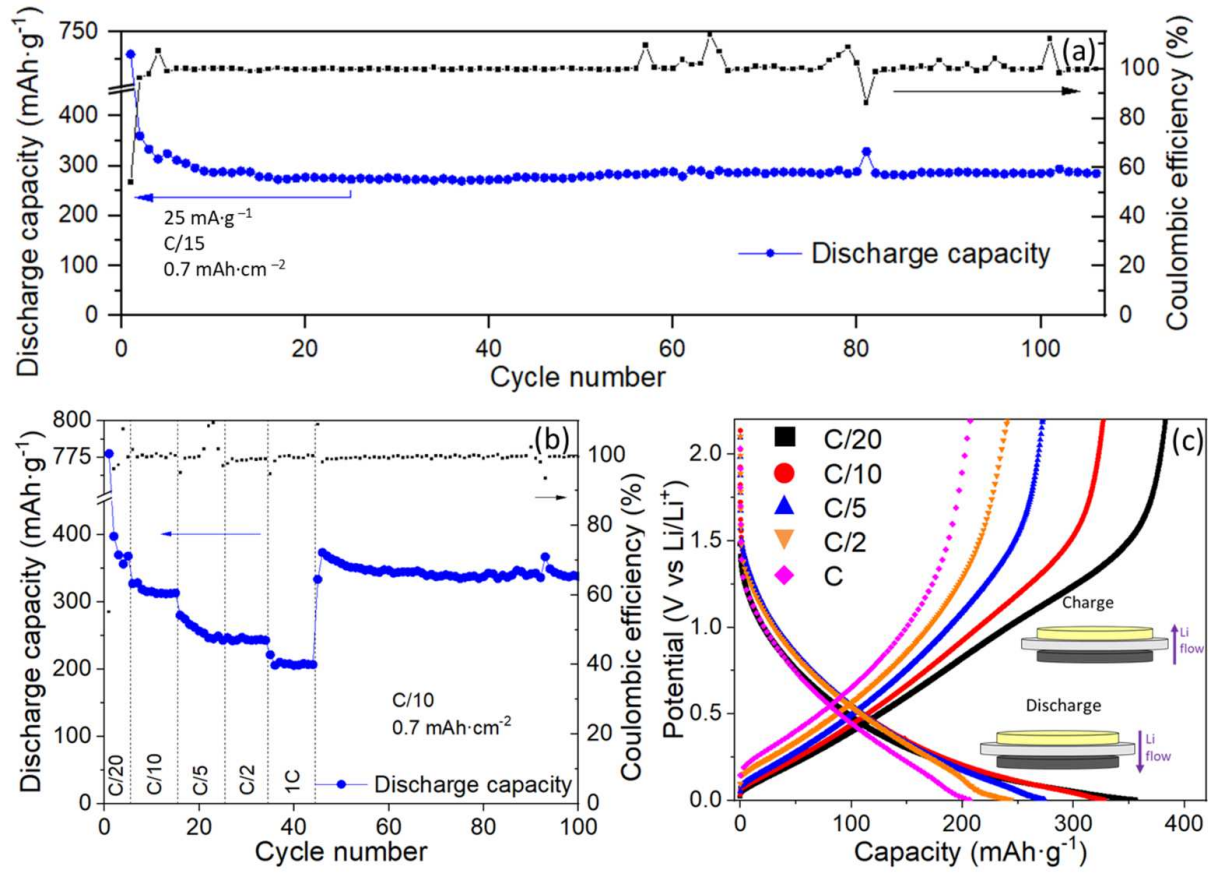 (a)
Discharge capacity (mAh·g⁻¹)
750
400
300
200
100
0
25 mA·g⁻¹
C/15
0.7 mAh·cm⁻²
Discharge capacity
100
80
60
40
20
0
Coulombic efficiency (%)
0 20 40 60 80 100
Cycle number
(b)
Discharge capacity (mAh·g⁻¹)
800
775
400
300
200
100
0
C/20
C/10
C/5
C/2
1C
C/10
0.7 mAh·cm⁻²
Discharge capacity
100
80
60
40
20
0
Coulombic efficiency (%)
0 20 40 60 80 100
Cycle number
(c)
Potential (V vs Li/Li⁺)
2.0
1.5
1.0
0.5
0.0
C/20
C/10
C/5
C/2
C
Charge
Li
flow
Discharge
Li
flow
0 100 200 300 400
Capacity (mAh·g⁻¹)